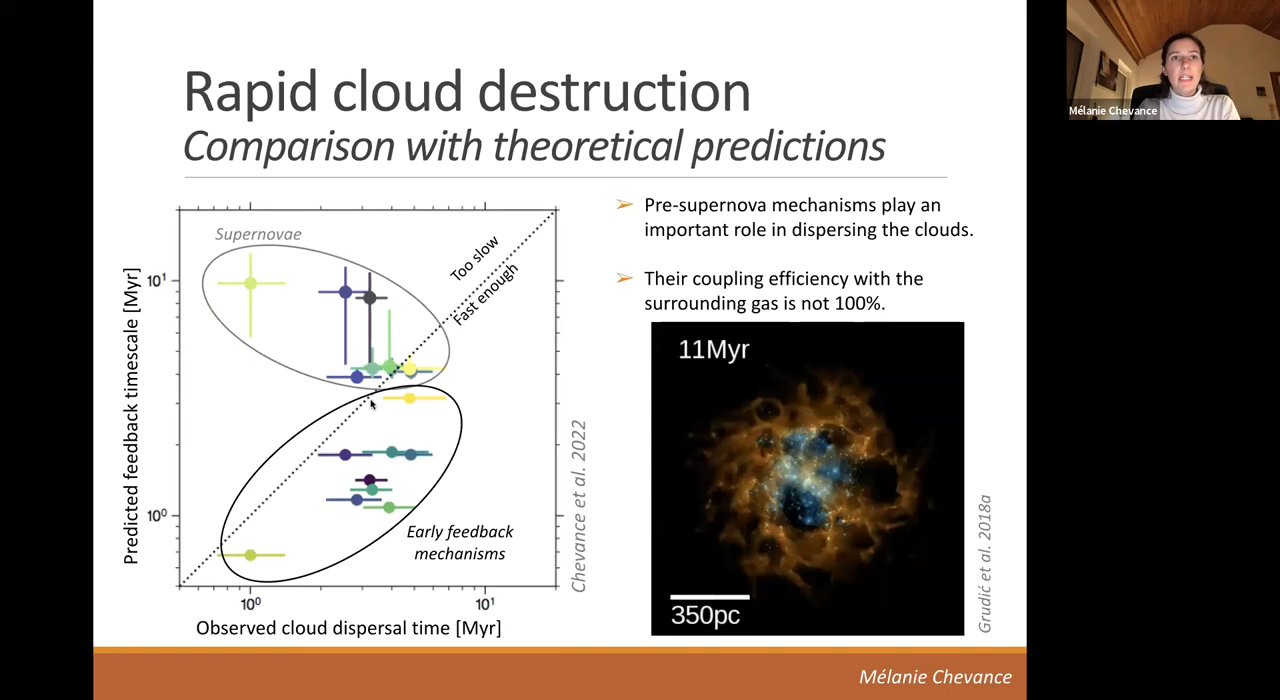 Rapid cloud destruction
Comparison with theoretical predictions
Mélanie Chevance
Supernovae
Too slow
Fast enough
Early feedback
mechanisms
10¹
10⁰
Predicted feedback timescale [Myr]
10⁰
10¹
Observed cloud dispersal time [Myr]
Chevance et al. 2022
➢ Pre-supernova mechanisms play an
important role in dispersing the clouds.
➢ Their coupling efficiency with the
surrounding gas is not 100%.
11Myr
350pc
Grudić et al. 2018a
Mélanie Chevance